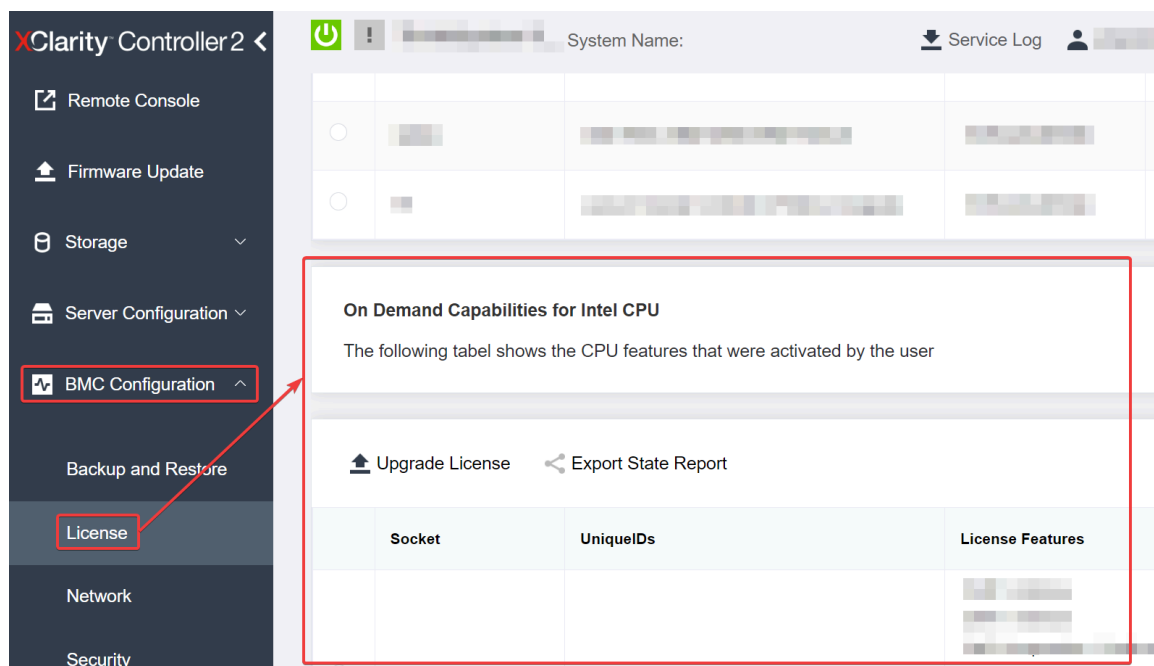 XClarity Controller 2
System Name:
Service Log
Remote Console
Firmware Update
Storage
Server Configuration
BMC Configuration
Backup and Restore
License
Network
Security
On Demand Capabilities for Intel CPU
The following tabel shows the CPU features that were activated by the user
Upgrade License
Export State Report
Socket
UniqueIDs
License Features